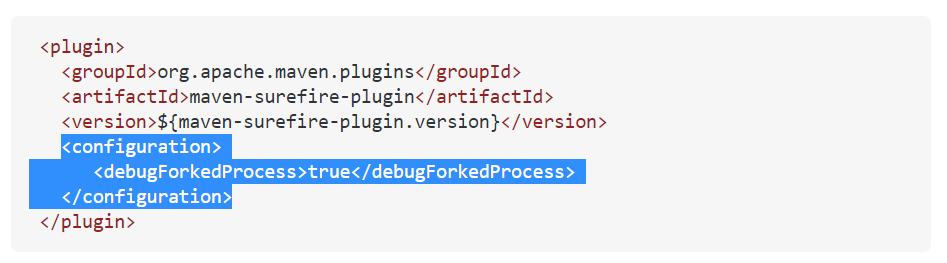 <plugin>
<groupId>org.apache.maven.plugins</groupId>
<artifactId>maven-surefire-plugin</artifactId>
<version>${maven-surefire-plugin.version}</version>
<configuration>
<debugForkedProcess>true</debugForkedProcess>
</configuration>
</plugin>